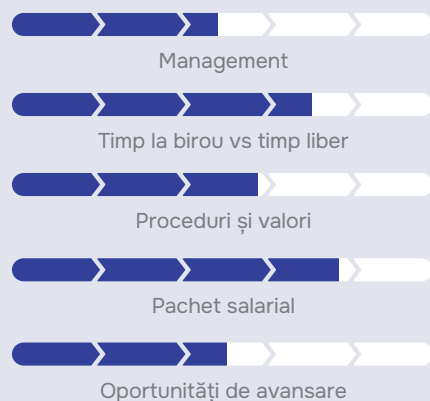 Management
Timp la birou vs timp liber
Proceduri și valori
Pachet salarial
Oportunități de avansare